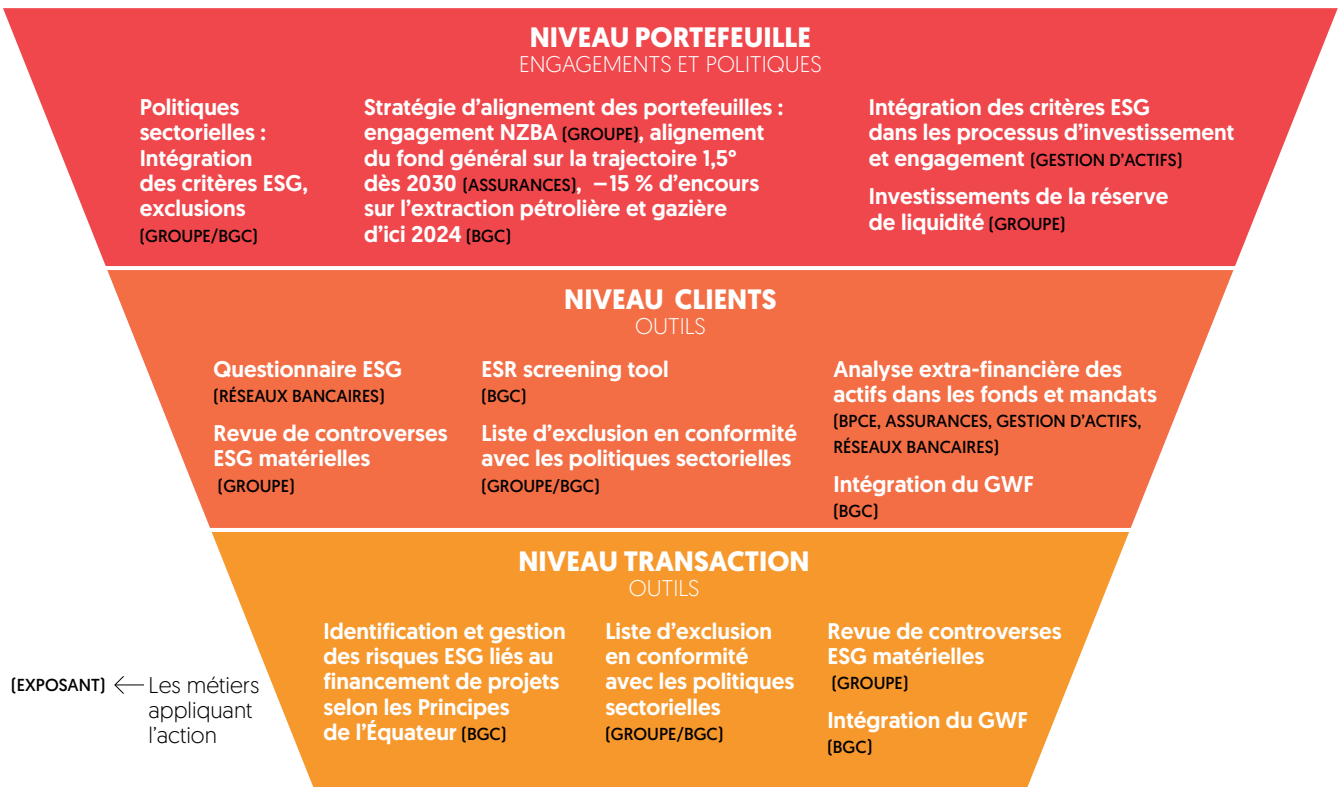 NIVEAU PORTEFEUILLE
ENGAGEMENTS ET POLITIQUES
Politiques
sectorielles :
Intégration
des critères ESG,
exclusions
(GROUPE/BGC)
Stratégie d'alignement des portefeuilles :
engagement NZBA (GROUPE), alignement
du fond général sur la trajectoire 1,5°
dès 2030 (ASSURANCES), –15 % d'encours
sur l'extraction pétrolière et gazière
d'ici 2024 (BGC)
Intégration des critères ESG
dans les processus d'investissement
et engagement (GESTION D'ACTIFS)
Investissements de la réserve
de liquidité (GROUPE)
NIVEAU CLIENTS
OUTILS
Questionnaire ESG
(RÉSEAUX BANCAIRES)
Revue de controverses
ESG matérielles
(GROUPE)
ESR screening tool
(BGC)
Liste d'exclusion en conformité
avec les politiques sectorielles
(GROUPE/BGC)
Analyse extra-financière des
actifs dans les fonds et mandats
(BPCE, ASSURANCES, GESTION D'ACTIFS,
RÉSEAUX BANCAIRES)
Intégration du GWF
(BGC)
NIVEAU TRANSACTION
OUTILS
Identification et gestion
des risques ESG liés au
financement de projets
selon les Principes
de l'Équateur (BGC)
Liste d'exclusion
en conformité
avec les politiques
sectorielles
(GROUPE/BGC)
Revue de controverses
ESG matérielles
(GROUPE)
Intégration du GWF
(BGC)
(EXPOSANT) ← Les métiers
appliquant
l'action